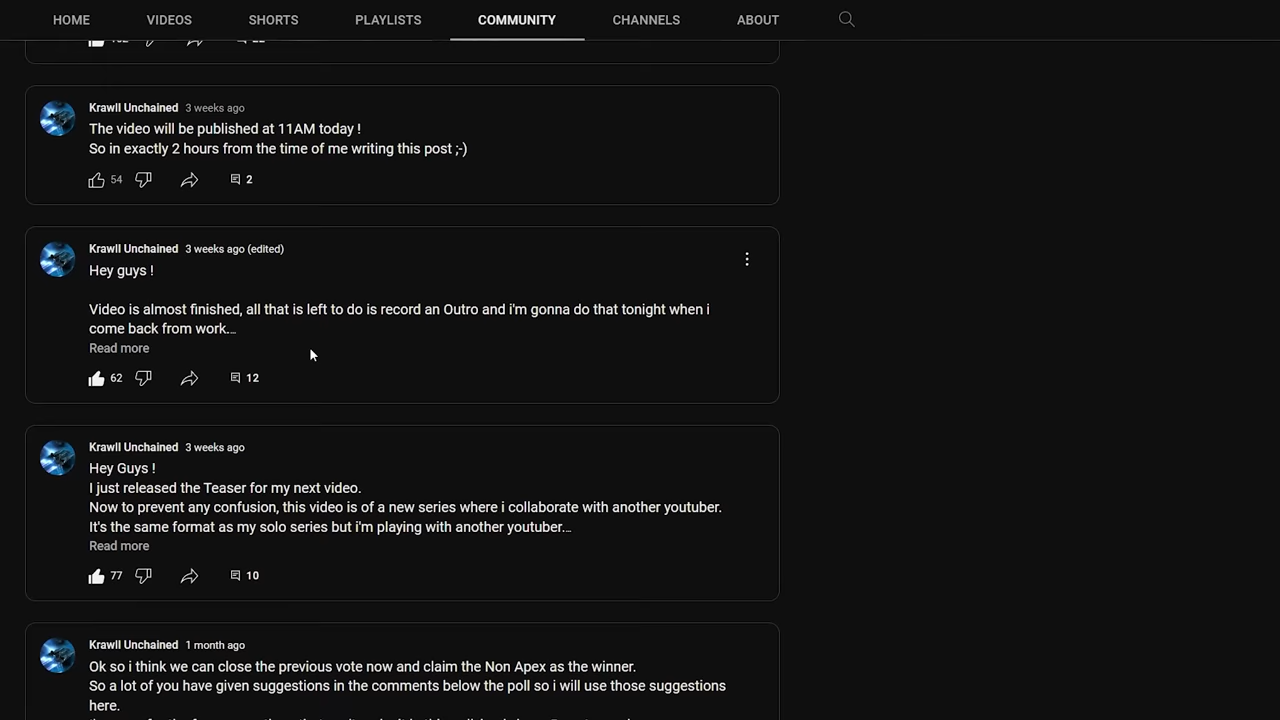 HOME VIDEOS SHORTS PLAYLISTS COMMUNITY CHANNELS ABOUT
Krawll Unchained 3 weeks ago
The video will be published at 11AM today !
So in exactly 2 hours from the time of me writing this post ;-)
54 2
Krawll Unchained 3 weeks ago (edited)
Hey guys !
Video is almost finished, all that is left to do is record an Outro and i'm gonna do that tonight when i
come back from work...
Read more
62 12
Krawll Unchained 3 weeks ago
Hey Guys !
I just released the Teaser for my next video.
Now to prevent any confusion, this video is of a new series where i collaborate with another youtuber.
It's the same format as my solo series but i'm playing with another youtuber...
Read more
77 10
Krawll Unchained 1 month ago
Ok so i think we can close the previous vote now and claim the Non Apex as the winner.
So a lot of you have given suggestions in the comments below the poll so i will use those suggestions
here.